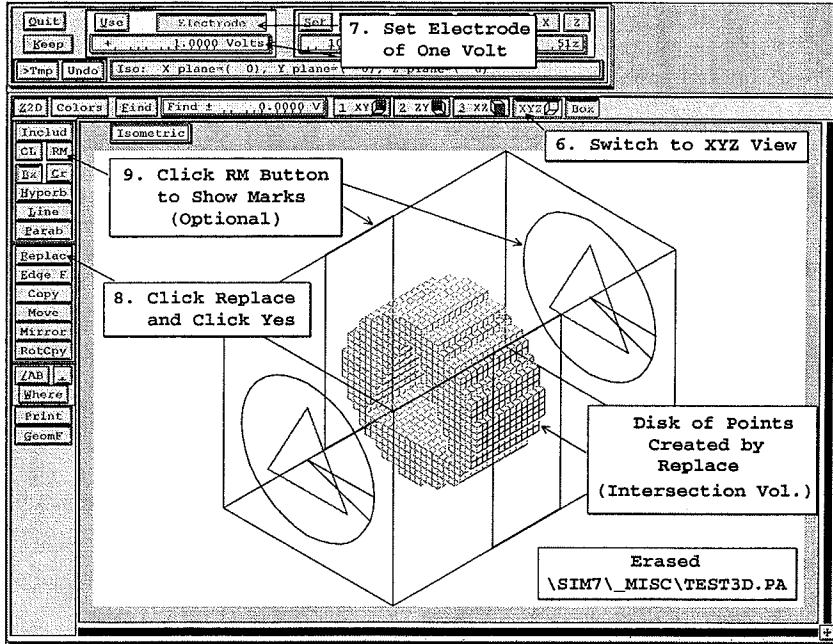 Quit
Use
Electrode
Set
X
Z
Keep
1.0000 Volts
51z
>Tmp
Undo
Iso: X plane=( 0), Y plane=( 0), Z plane=( 0)
7. Set Electrode
of One Volt
Z2D
Colors
Find
Find ± 0.0000 V
1 XY
2 ZY
3 XZ
XYZ
Box
Includ
CL
RM
Bx
Cr
Hyperb
Line
Parab
Replac
Edge F
Copy
Move
Mirror
RotCpy
∠AB
+
Where
Print
GeomF
Isometric
6. Switch to XYZ View
9. Click RM Button
to Show Marks
(Optional)
8. Click Replace
and Click Yes
Disk of Points
Created by
Replace
(Intersection Vol.)
Erased
\SIM7\_MISC\TEST3D.PA